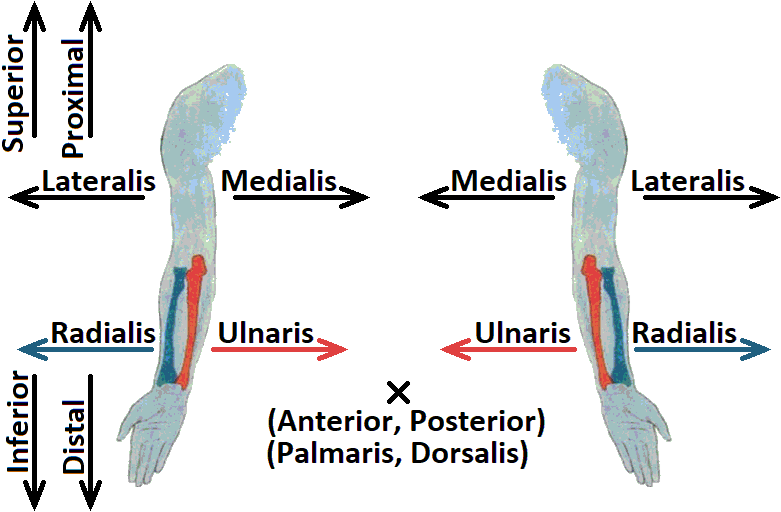 Superior
Proximal
Lateralis
Medialis
Medialis
Lateralis
Radialis
Ulnaris
Ulnaris
Radialis
Inferior
Distal
(Anterior, Posterior)
(Palmaris, Dorsalis)